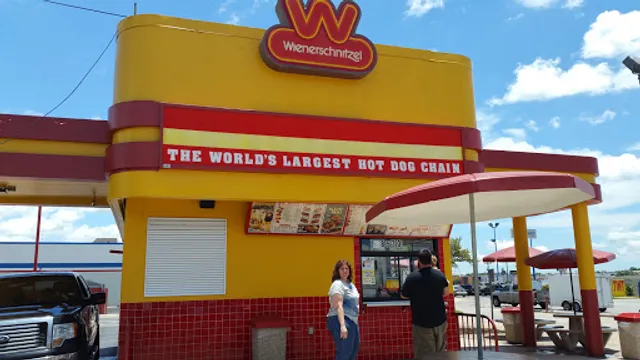 W
Wienerschnitzel
THE WORLD'S LARGEST HOT DOG CHAIN